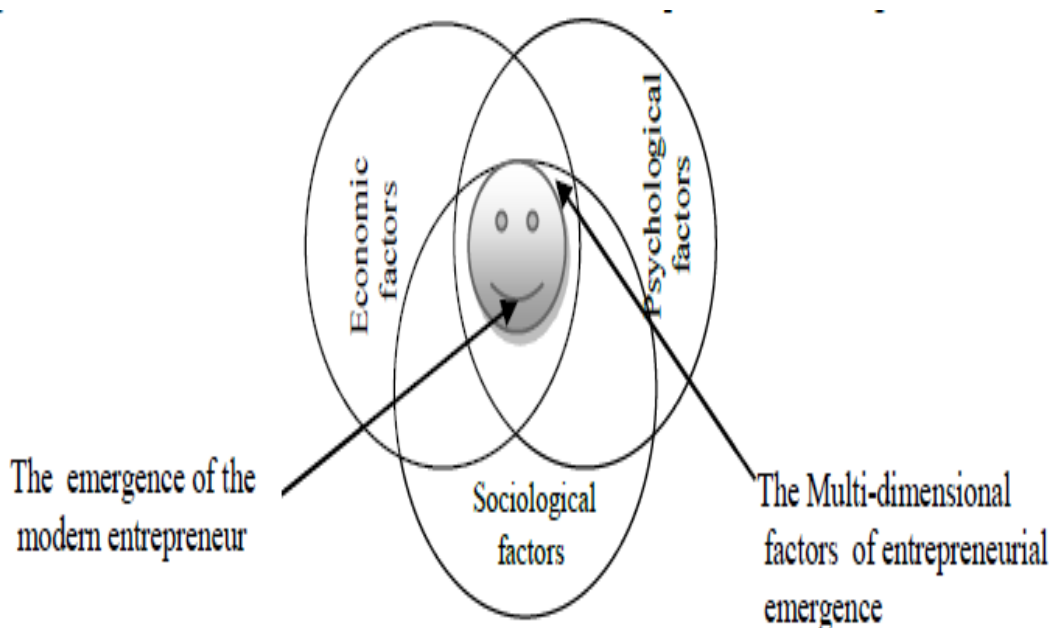 Economic
factors
Psychological
factors
The emergence of the
modern entrepreneur
Sociological
factors
The Multi-dimensional
factors of entrepreneurial
emergence